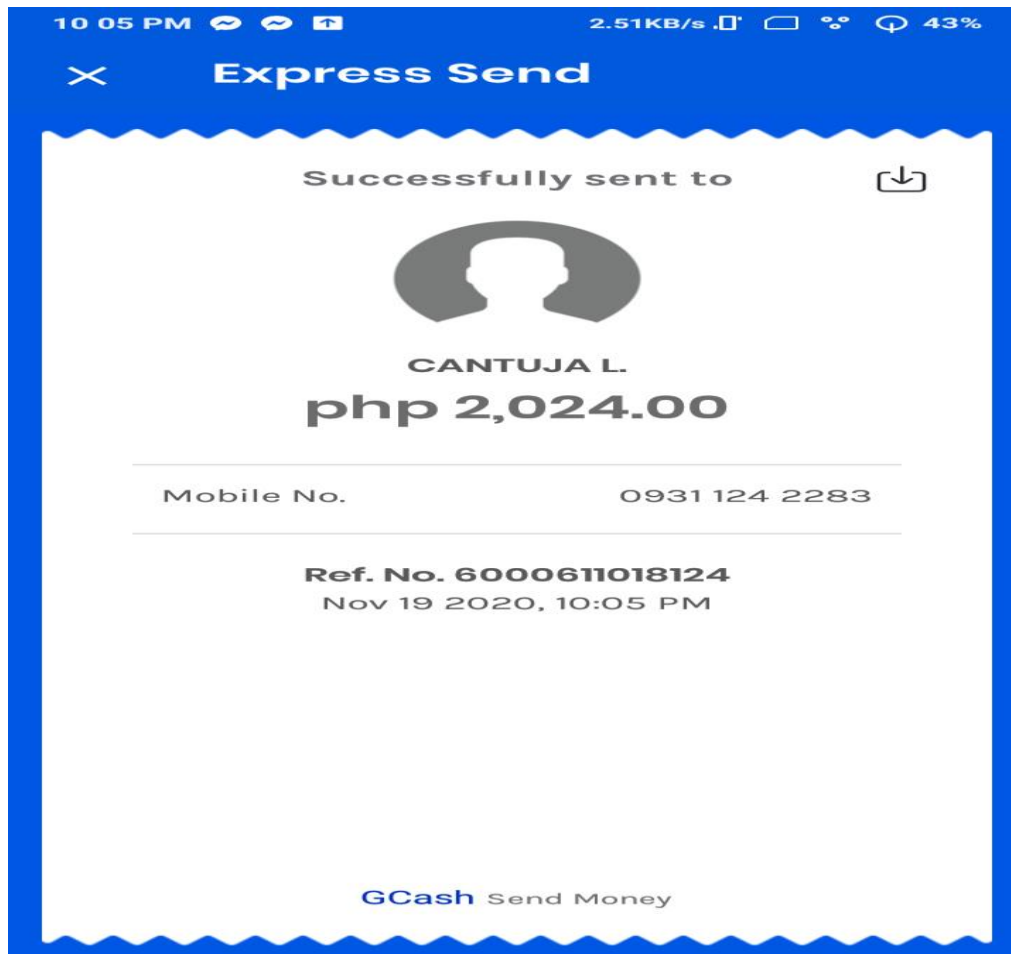 10 05 PM 2.51KB/s 43%
Express Send
Successfully sent to
CANTUJA L.
php 2,024.00
Mobile No. 0931 124 2283
Ref. No. 6000611018124
Nov 19 2020, 10:05 PM
GCash Send Money